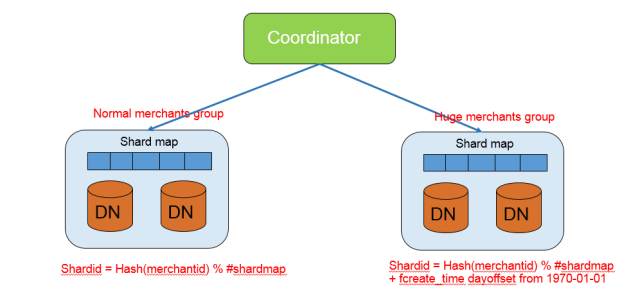 Coordinator
Normal merchants group
Huge merchants group
Shard map
DN DN
Shardid = Hash(merchantid) % #shardmap
Shard map
DN DN
Shardid = Hash(merchantid) % #shardmap
+ fcreate_time dayoffset from 1970-01-01